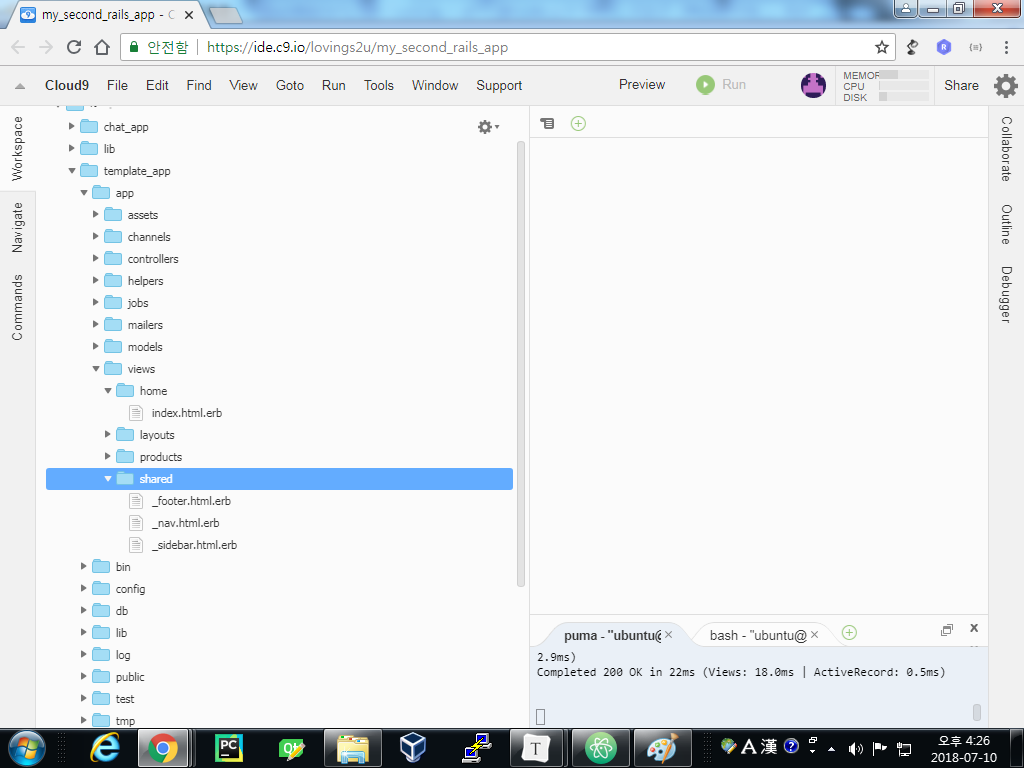 my_second_rails_app - C
안전함
https://ide.c9.io/lovings2u/my_second_rails_app
Cloud9 File Edit Find View Goto Run Tools Window Support Preview Run
MEMOR
CPU
DISK
Share
Workspace
Navigate
Commands
chat_app
lib
template_app
app
assets
channels
controllers
helpers
jobs
mailers
models
views
home
index.html.erb
layouts
products
shared
_footer.html.erb
_nav.html.erb
_sidebar.html.erb
bin
config
db
lib
log
public
test
tmp
Collaborate
Outline
Debugger
puma - "ubuntu@
bash - "ubuntu@
2.9ms)
Completed 200 OK in 22ms (Views: 18.0ms | ActiveRecord: 0.5ms)
PC
Qt
T
A 漢
오후 4:26
2018-07-10